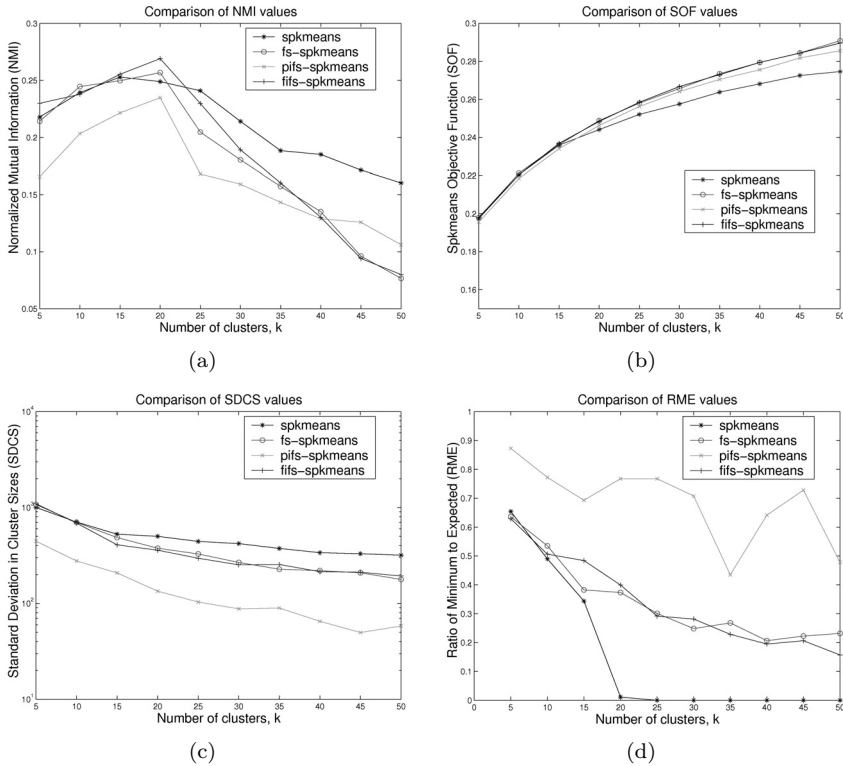 Comparison of NMI values
0.3
0.25
0.2
0.15
0.1
0.05
Normalized Mutual Information (NMI)
spkmeans
fs-spkmeans
pifs-spkmeans
fifs-spkmeans
5 10 15 20 25 30 35 40 45 50
Number of clusters, k
(a)
Comparison of SOF values
0.3
0.28
0.26
0.24
0.22
0.2
0.18
0.16
Spkmeans Objective Function (SOF)
spkmeans
fs-spkmeans
pifs-spkmeans
fifs-spkmeans
5 10 15 20 25 30 35 40 45 50
Number of clusters, k
(b)
Comparison of SDCS values
10^4
10^3
10^2
10^1
Standard Deviation in Cluster Sizes (SDCS)
spkmeans
fs-spkmeans
pifs-spkmeans
fifs-spkmeans
5 10 15 20 25 30 35 40 45 50
Number of clusters, k
(c)
Comparison of RME values
1
0.9
0.8
0.7
0.6
0.5
0.4
0.3
0.2
0.1
0
Ratio of Minimum to Expected (RME)
spkmeans
fs-spkmeans
pifs-spkmeans
fifs-spkmeans
0 5 10 15 20 25 30 35 40 45 50
Number of clusters, k
(d)